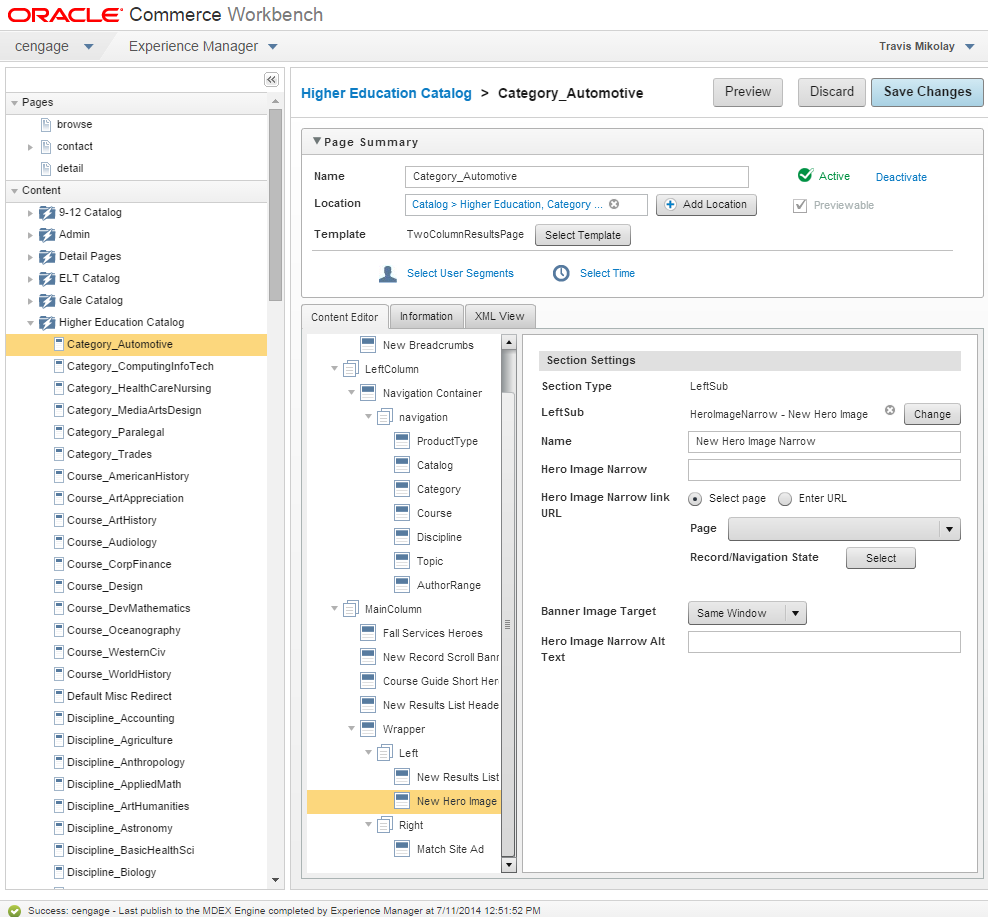 ORACLE Commerce Workbench
cengage
Experience Manager
Travis Mikolay
Pages
browse
contact
detail
Content
9-12 Catalog
Admin
Detail Pages
ELT Catalog
Gale Catalog
Higher Education Catalog
Category_Automotive
Category_ComputingInfoTech
Category_HealthCareNursing
Category_MediaArtsDesign
Category_Paralegal
Category_Trades
Course_AmericanHistory
Course_ArtAppreciation
Course_ArtHistory
Course_Audiology
Course_CorpFinance
Course_Design
Course_DevMathematics
Course_Oceanography
Course_WesternCiv
Course_WorldHistory
Default Misc Redirect
Discipline_Accounting
Discipline_Agriculture
Discipline_Anthropology
Discipline_AppliedMath
Discipline_ArtHumanities
Discipline_Astronomy
Discipline_BasicHealthSci
Discipline_Biology
Higher Education Catalog > Category_Automotive
Preview
Discard
Save Changes
Page Summary
Name
Category_Automotive
Active
Deactivate
Location
Catalog > Higher Education, Category ...
Add Location
Previewable
Template
TwoColumnResultsPage
Select Template
Select User Segments
Select Time
Content Editor
Information
XML View
New Breadcrumbs
LeftColumn
Navigation Container
navigation
ProductType
Catalog
Category
Course
Discipline
Topic
AuthorRange
MainColumn
Fall Services Heroes
New Record Scroll Bann
Course Guide Short Her
New Results List Heade
Wrapper
Left
New Results List
New Hero Image
Right
Match Site Ad
Section Settings
Section Type
LeftSub
LeftSub
HeroImageNarrow - New Hero Image
Change
Name
New Hero Image Narrow
Hero Image Narrow
Hero Image Narrow link
URL
Select page
Enter URL
Page
Record/Navigation State
Select
Banner Image Target
Same Window
Hero Image Narrow Alt
Text
Success: cengage - Last publish to the MDEX Engine completed by Experience Manager at 7/11/2014 12:51:52 PM